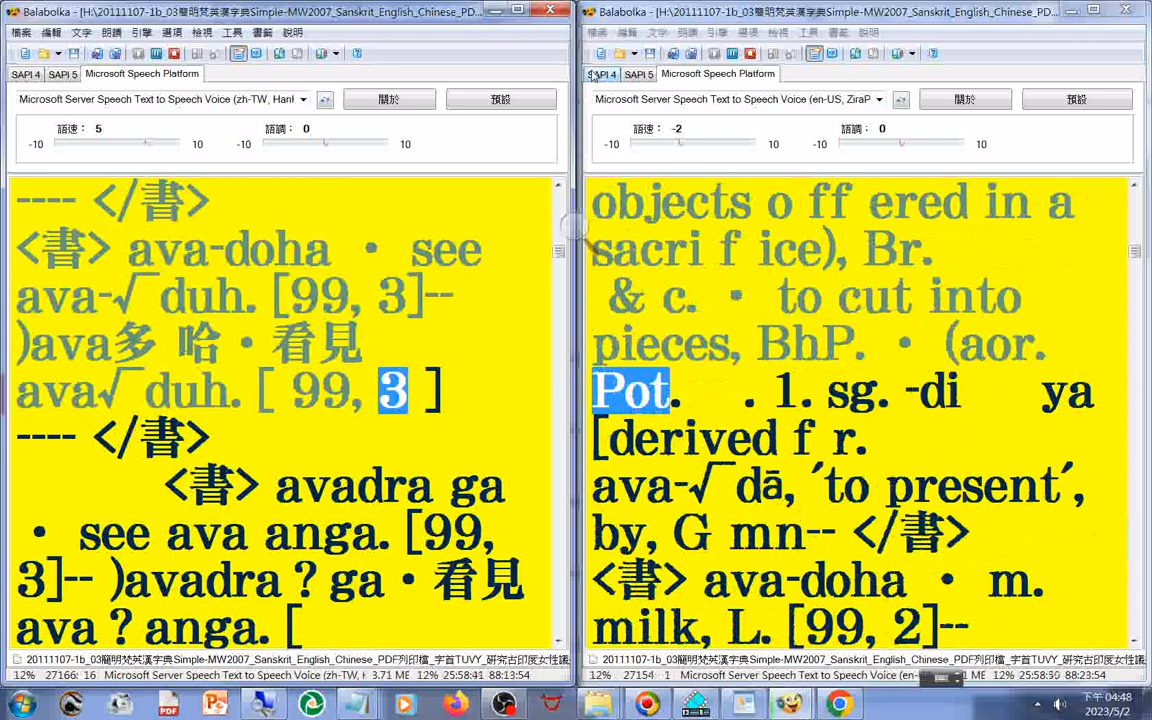 Balabolka - [H:\20111107-1b_03簡明梵英漢字典Simple-MW2007_Sanskrit_English_Chinese_PD...
檔案 編輯 文字 朗讀 引擎 選項 檢視 工具 書籤 說明
SAPI 4 SAPI 5 Microsoft Speech Platform
Microsoft Server Speech Text to Speech Voice (zh-TW, Hanl 關於 預設
語速： 5 語調： 0
-10 10 -10 10
---- </書>
<書> ava-doha • see
ava-√ duh. [99, 3]--
)ava多 哈•看見
ava√ duh. [ 99, 3 ]
---- </書>
<書> avadra ga
• see ava anga. [99,
3]-- )avadra？ga•看見
ava？anga. [
20111107-1b_03簡明梵英漢字典Simple-MW2007_Sanskrit_English_Chinese_PDF列印檔_字首TUVY_研究古印度女性議
12% 27166: 16 Microsoft Server Speech Text to Speech Voice (zh-TW, H 3.71 ME 12% 25:58:41 88:13:54
Balabolka - [H:\20111107-1b_03簡明梵英漢字典Simple-MW2007_Sanskrit_English_Chinese_PD...
檔案 編輯 文字 朗讀 引擎 選項 檢視 工具 書籤 說明
SAPI 4 SAPI 5 Microsoft Speech Platform
Microsoft Server Speech Text to Speech Voice (en-US, ZiraP 關於 預設
語速： -2 語調： 0
-10 10 -10 10
objects o ff ered in a
sacri f ice), Br.
& c. • to cut into
pieces, BhP. • (aor.
Pot. . 1. sg. -di ya
[derived f r.
ava-√ dā, 'to present',
by, G mn-- </書>
<書> ava-doha • m.
milk, L. [99, 2]--
20111107-1b_03簡明梵英漢字典Simple-MW2007_Sanskrit_English_Chinese_PDF列印檔_字首TUVY_研究古印度女性議
12% 27154: 1 Microsoft Server Speech Text to Speech Voice (en-US, Z 3.71 ME 12% 25:58:30 88:23:54
下午 04:48
2023/5/2